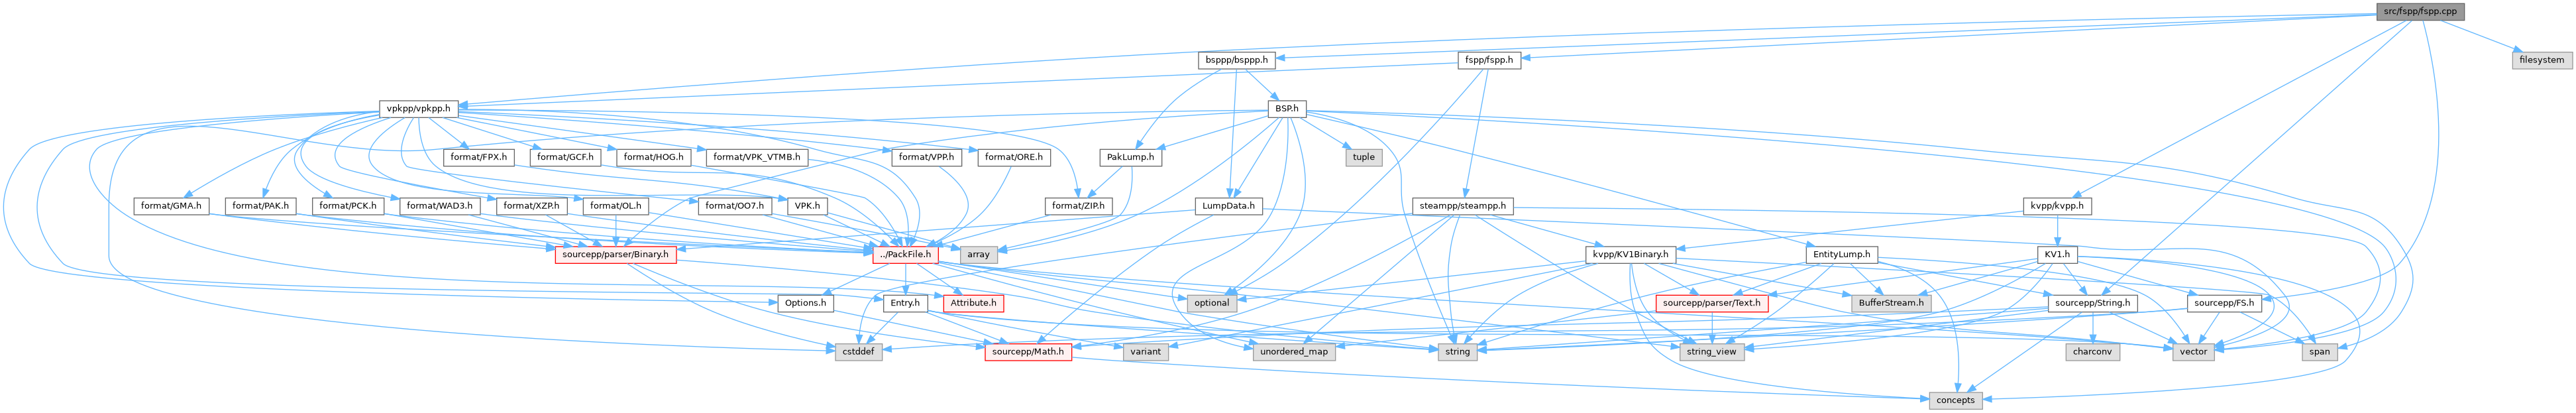 src/fspp/fspp.cpp
bsppp/bsppp.h
fspp/fspp.h
filesystem
vpkpp/vpkpp.h
BSP.h
format/FPX.h
format/GCF.h
format/HOG.h
format/VPK_VTMB.h
format/VPP.h
format/ORE.h
PakLump.h
tuple
format/GMA.h
format/PAK.h
format/PCK.h
format/WAD3.h
format/XZP.h
format/OL.h
format/OO7.h
VPK.h
format/ZIP.h
LumpData.h
steampp/steampp.h
kvpp/kvpp.h
sourcepp/parser/Binary.h
../PackFile.h
array
kvpp/KV1Binary.h
EntityLump.h
KV1.h
Options.h
Entry.h
Attribute.h
optional
sourcepp/parser/Text.h
BufferStream.h
sourcepp/String.h
sourcepp/FS.h
cstddef
sourcepp/Math.h
variant
unordered_map
string
string_view
charconv
vector
span
concepts